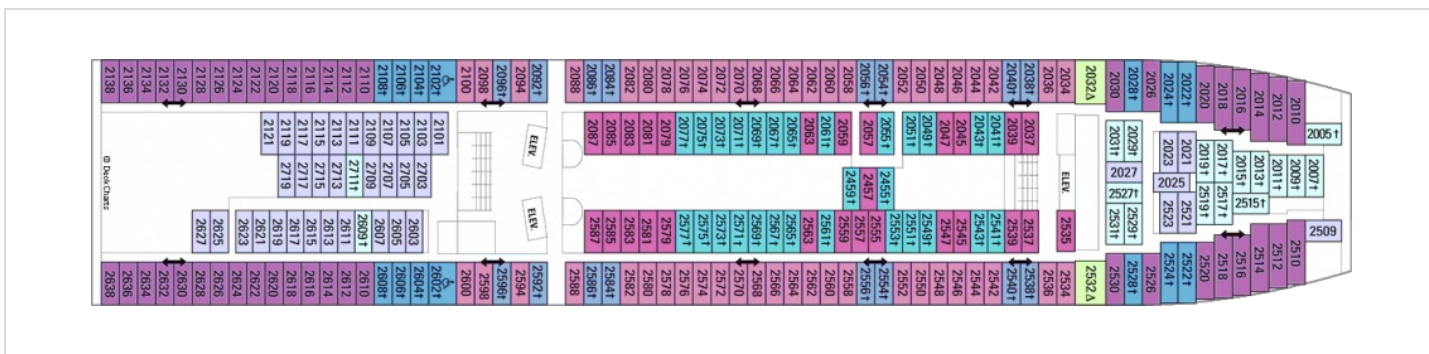 2138 2136 2134 2132 2130 2128 2126 2124 2122 2120 2118 2116 2114 2112 2110 2108† 2106† 2104† 2102† 2100 2098 2096† 2094 2092† 2088 2086† 2084† 2082 2080 2078 2076 2074 2072 2070 2068 2064 2062 2060 2058 2056† 2054† 2052 2050 2048 2046 2044 2042 2040† 2038† 2036 2034 2032Δ 2030 2028† 2026 2024† 2022† 2020 2018 2016 2014 2012 2010
2005†
2121 2119 2117 2115 2113 2111 2109 2107 2105 2103 2101
ELEV.
2087 2085 2083 2081 2079 2077† 2075† 2073† 2071† 2069† 2067† 2065† 2063 2061† 2059 2057 2055† 2051† 2049† 2047 2045 2043† 2041† 2039 2037
ELEV.
2031† 2029† 2023 2021 2019† 2017† 2015† 2013† 2011† 2009† 2007†
2719 2717 2715 2713 2711† 2709 2707 2705 2703
2459† 2457 2455†
2027
2025
2527†
2531† 2529† 2523 2521 2519† 2517† 2515†
© DeckCharts
2627 2625 2623 2621 2619 2617 2615 2613 2611 2609† 2607 2605 2603
ELEV.
2587 2585 2583 2581 2579 2577† 2575† 2573† 2571† 2569† 2567† 2565† 2563 2561† 2559 2557 2555 2553† 2551† 2549† 2547 2545 2543† 2541† 2539 2537 2535
2509
2638 2636 2634 2632 2630 2628 2626 2624 2622 2620 2618 2616 2614 2612 2610 2608† 2606† 2604† 2602† 2600 2598 2596† 2594 2592† 2588 2586† 2584† 2582 2580 2578 2576 2574 2572 2570 2568 2566 2564 2562 2560 2558 2556† 2554† 2552 2550 2548 2546 2544 2542 2540† 2538† 2536 2534 2532Δ 2530 2528† 2526 2524† 2522† 2520 2518 2516 2514 2512 2510